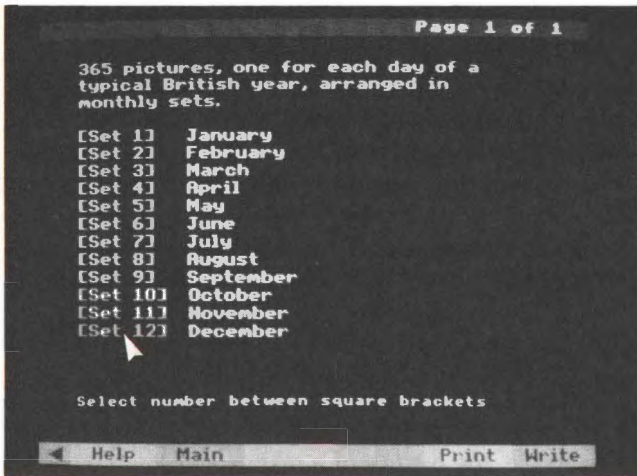 Page 1 of 1
365 pictures, one for each day of a
typical British year, arranged in
monthly sets.
[Set 1] January
[Set 2] February
[Set 3] March
[Set 4] April
[Set 5] May
[Set 6] June
[Set 7] July
[Set 8] August
[Set 9] September
[Set 10] October
[Set 11] November
[Set 12] December
Select number between square brackets
Help Main Print Write